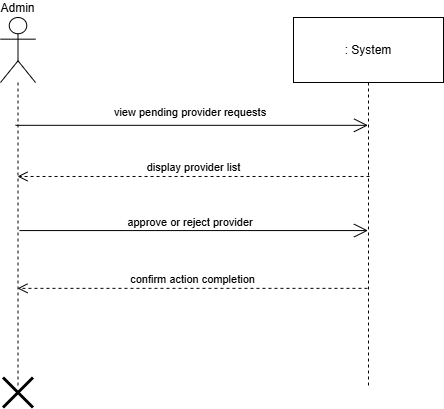 Admin
: System
view pending provider requests
display provider list
approve or reject provider
confirm action completion